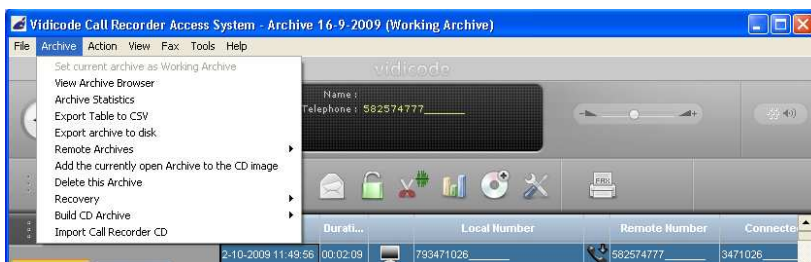 Vidicode Call Recorder Access System - Archive 16-9-2009 (Working Archive)
File Archive Action View Fax Tools Help
Set current archive as Working Archive
View Archive Browser
Archive Statistics
Export Table to CSV
Export archive to disk
Remote Archives
Add the currently open Archive to the CD image
Delete this Archive
Recovery
Build CD Archive
Import Call Recorder CD
vidicode
Name :
Telephone : 582574777______
FAX
Durati... Local Number Remote Number Connecte
2-10-2009 11:49:56 00:02:09 793471026______ 582574777______ 3471026______